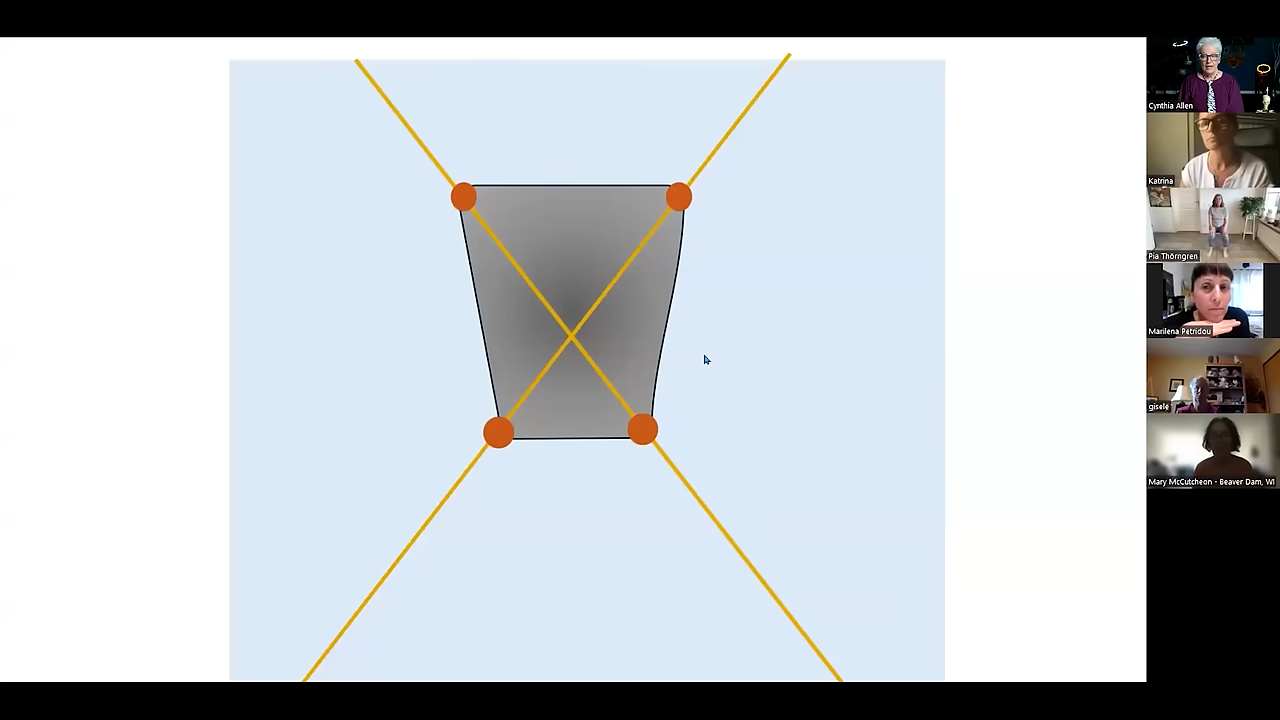 Cynthia Allen
Katrina
Pia Thörngren
Marilena Petridou
gisele
Mary McCutcheon - Beaver Dam, WI